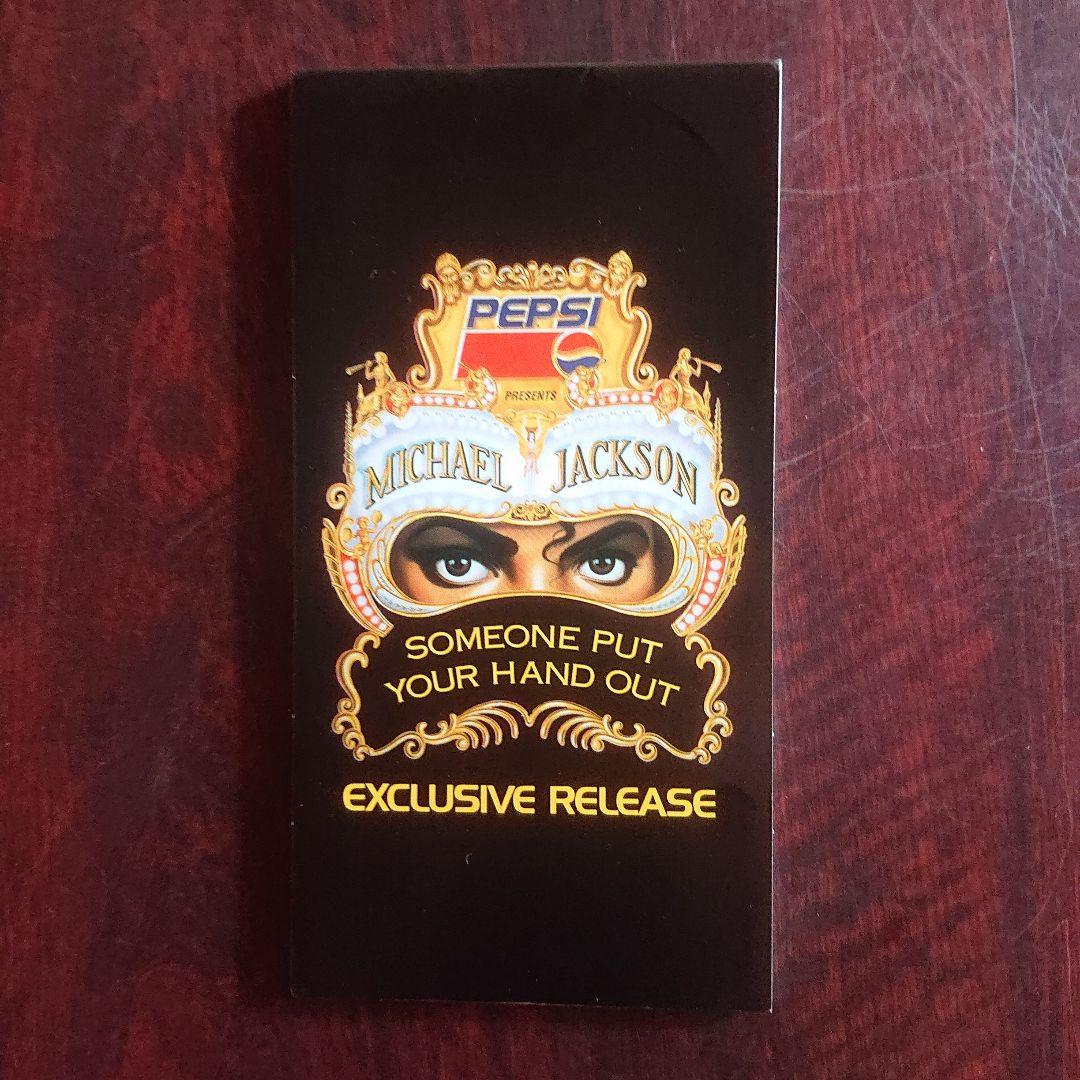 PEPSI
PRESENTS
MICHAEL JACKSON
SOMEONE PUT
YOUR HAND OUT
EXCLUSIVE RELEASE